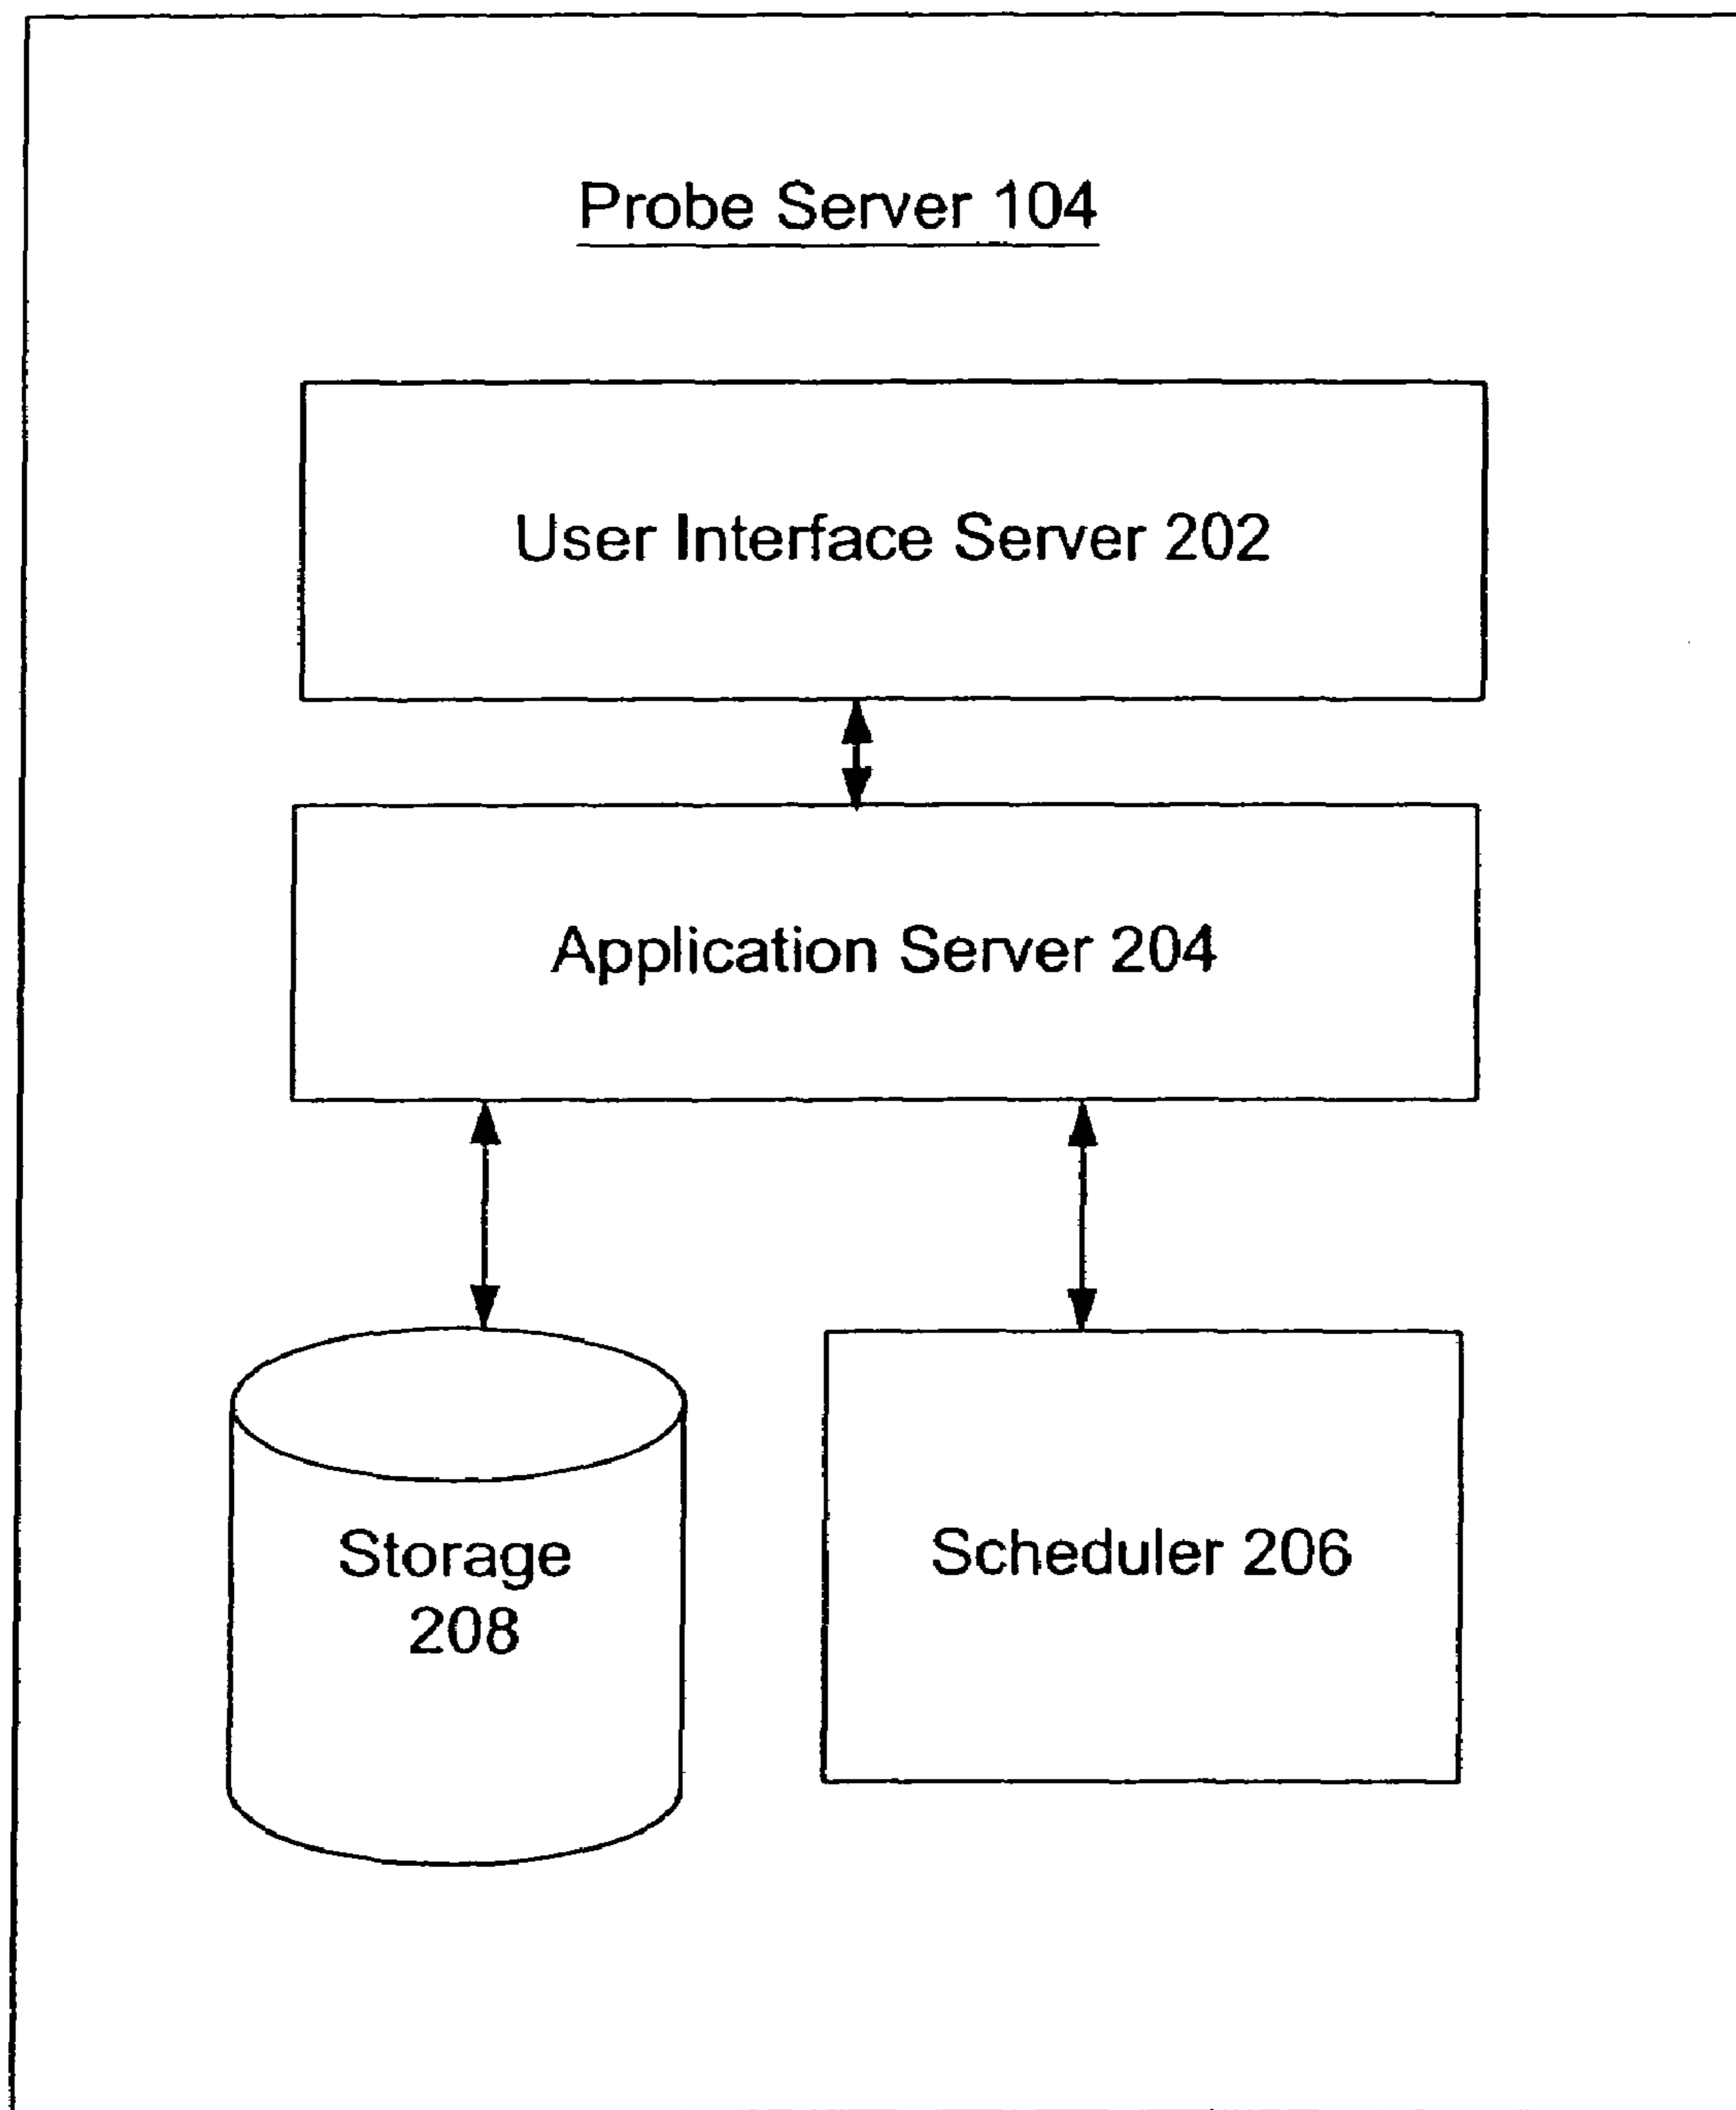 Probe Server 104
User Interface Server 202
Application Server 204
Storage
208
Scheduler 206